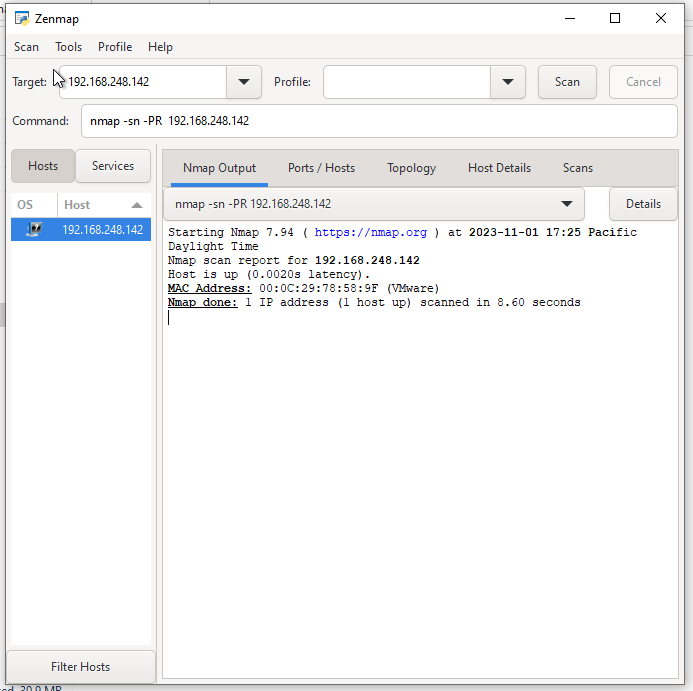 Zenmap
Scan Tools Profile Help
Target: 192.168.248.142 Profile: Scan Cancel
Command: nmap -sn -PR 192.168.248.142
Hosts Services
OS Host
192.168.248.142
Filter Hosts
Nmap Output Ports / Hosts Topology Host Details Scans
nmap -sn -PR 192.168.248.142 Details
Starting Nmap 7.94 ( https://nmap.org ) at 2023-11-01 17:25 Pacific
Daylight Time
Nmap scan report for 192.168.248.142
Host is up (0.0020s latency).
MAC Address: 00:0C:29:78:58:9F (VMware)
Nmap done: 1 IP address (1 host up) scanned in 8.60 seconds